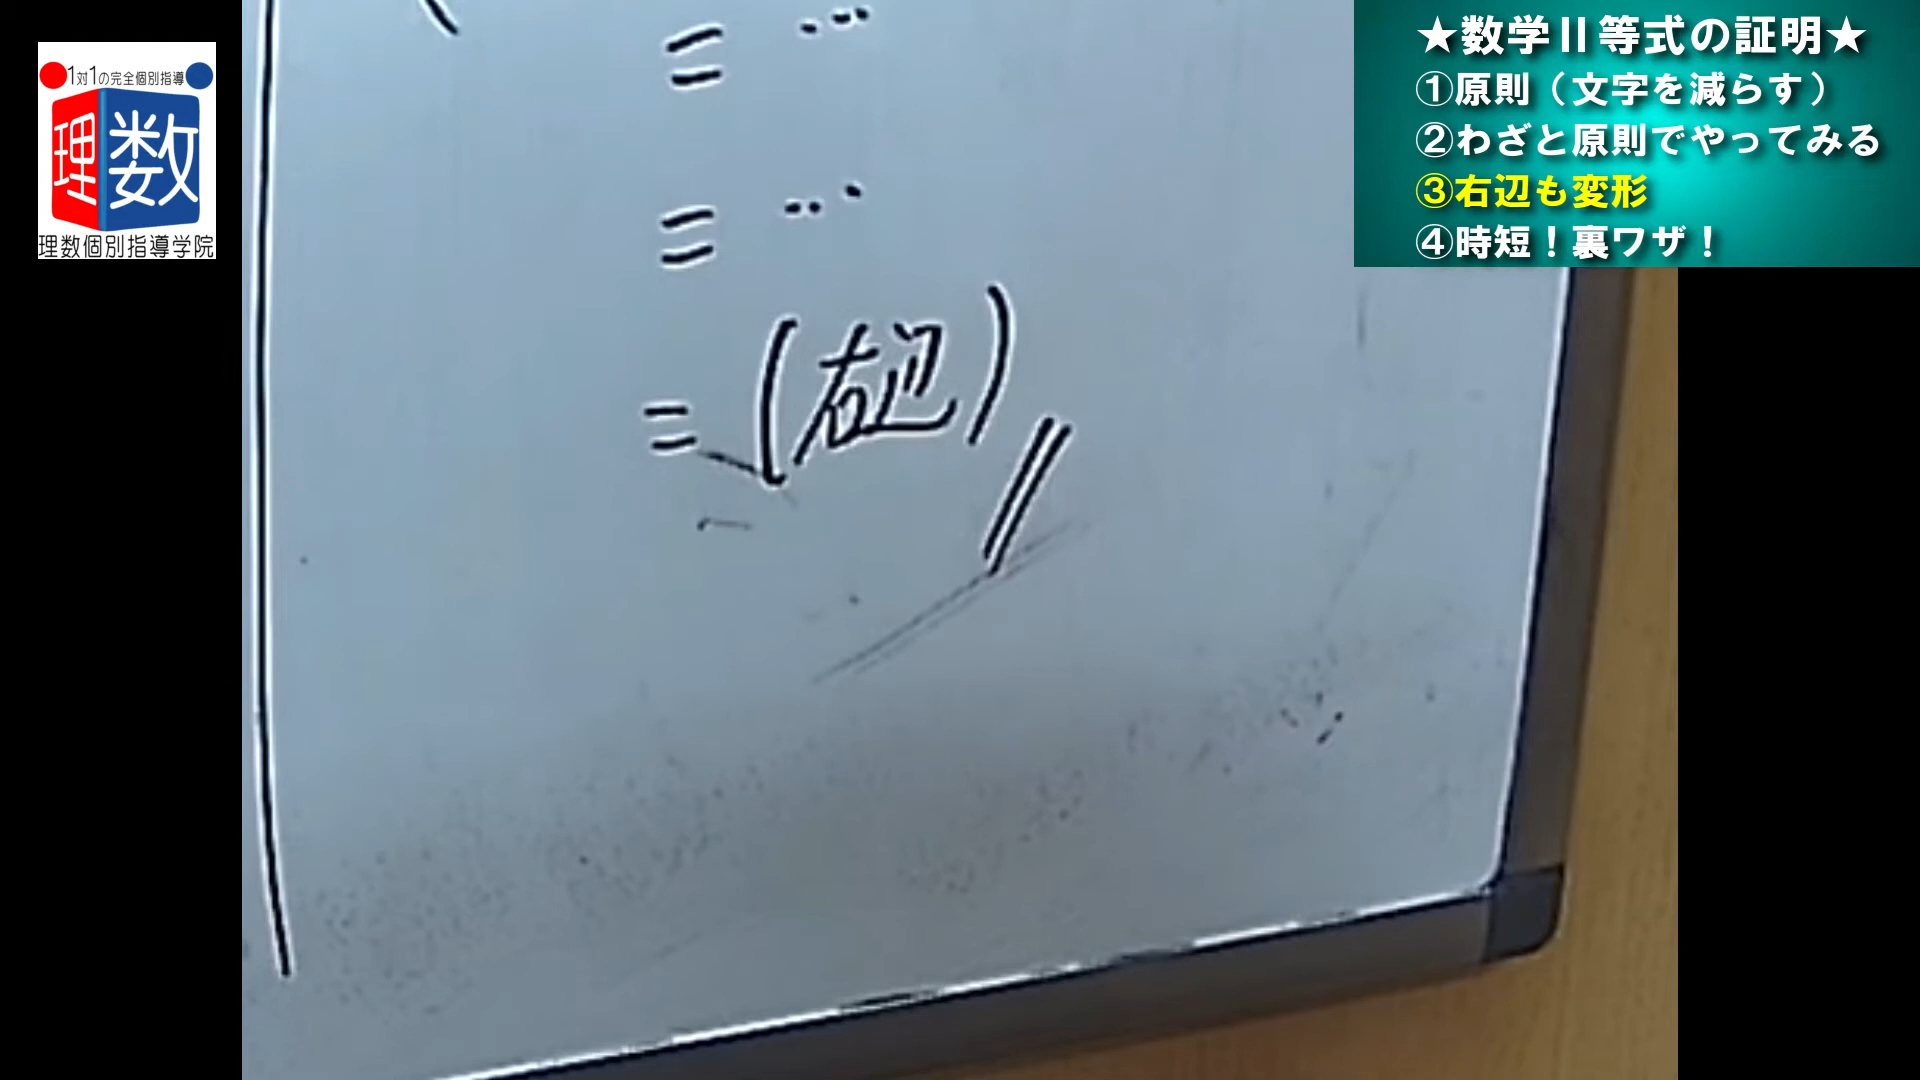 1対1の完全個別指導
理数
理数個別指導学院
★数学Ⅱ等式の証明★
①原則（文字を減らす）
②わざと原則でやってみる
③右辺も変形
④時短！裏ワザ！
= …
= …
= (右辺)